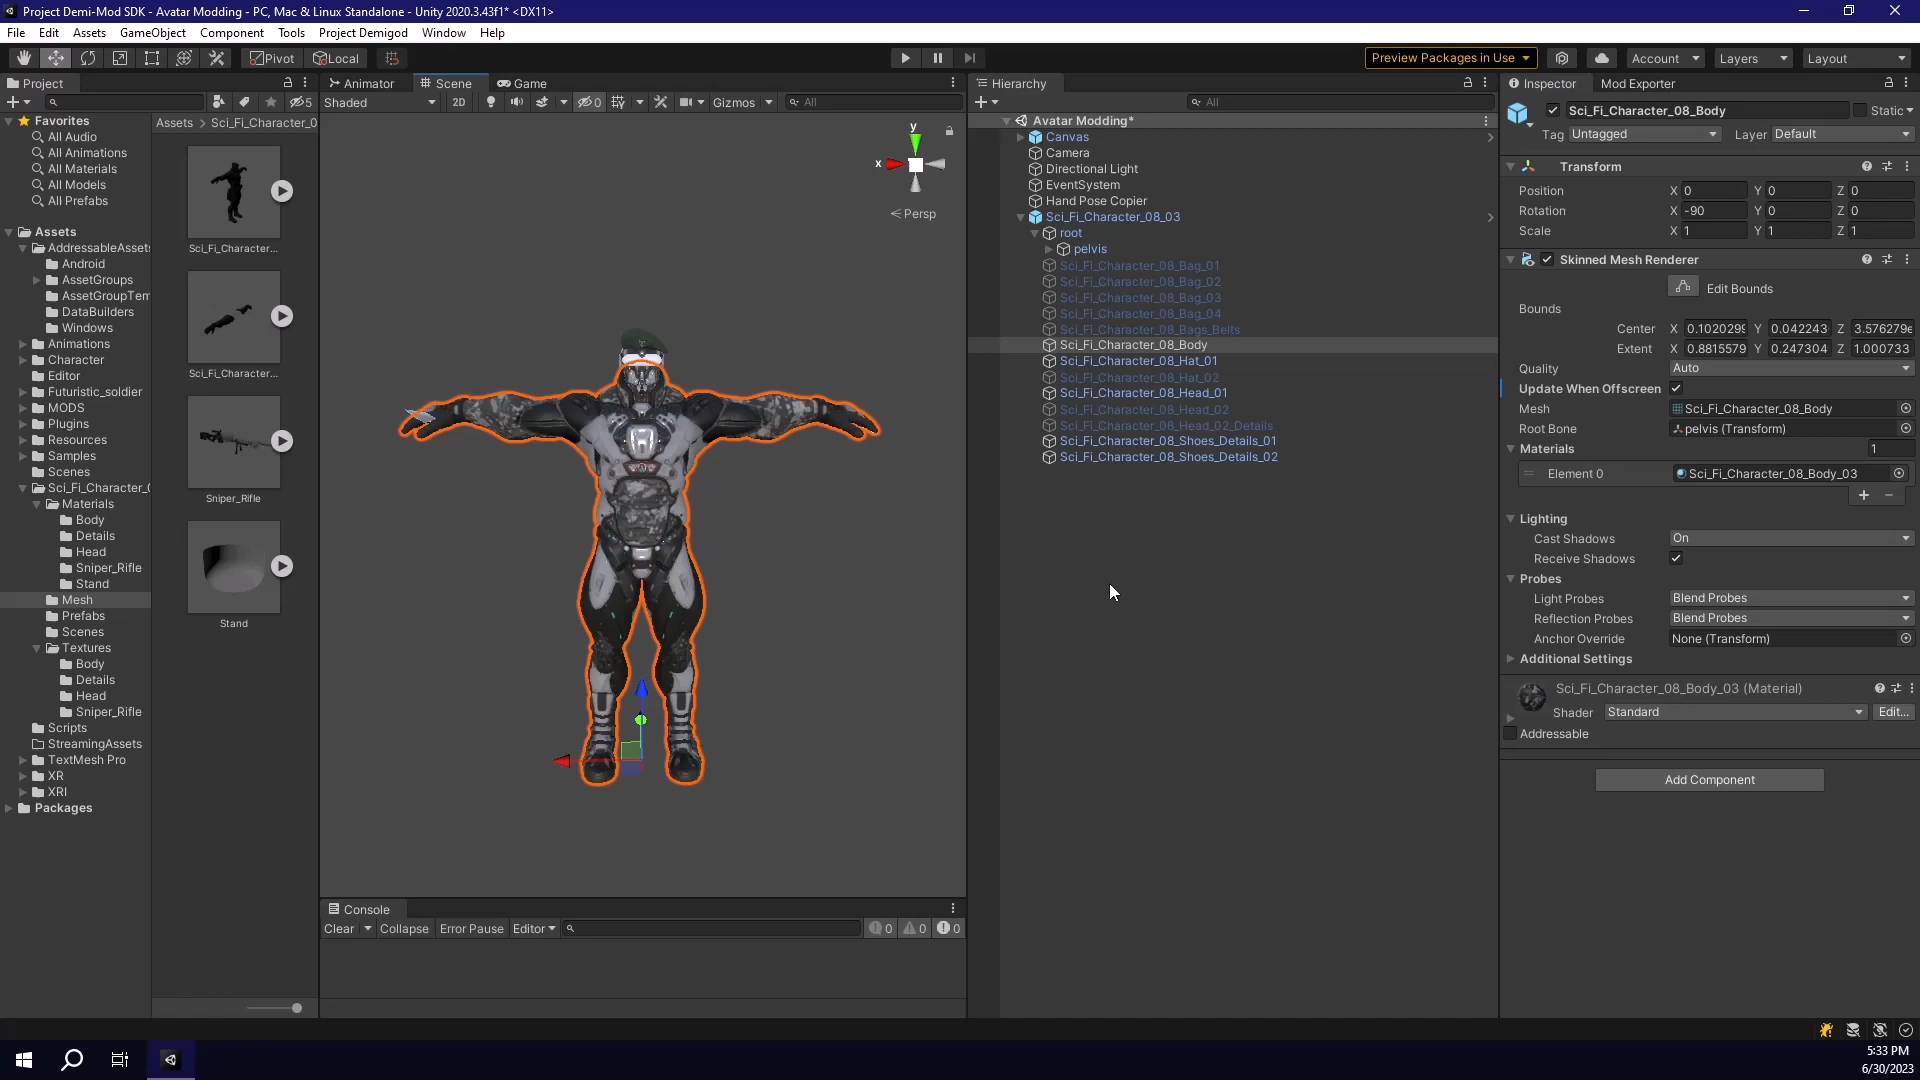 Project Demi-Mod SDK - Avatar Modding - PC, Mac & Linux Standalone - Unity 2020.3.43f1* <DX11>
File Edit Assets GameObject Component Tools Project Demigod Window Help
Pivot Local Preview Packages in Use Account Layers Layout
Project Animator Scene Game Hierarchy Inspector Mod Exporter
5 Shaded 2D 0 Gizmos All All
Favorites
All Audio
All Animations
All Materials
All Models
All Prefabs
Assets
AddressableAssets
Android
AssetGroups
AssetGroupTem
DataBuilders
Windows
Animations
Character
Editor
Futuristic_soldier
MODS
Plugins
Resources
Samples
Scenes
Sci_Fi_Character_0
Materials
Body
Details
Head
Sniper_Rifle
Stand
Mesh
Prefabs
Scenes
Textures
Body
Details
Head
Sniper_Rifle
Scripts
StreamingAssets
TextMesh Pro
XR
XRI
Packages
Assets > Sci_Fi_Character_0
Sci_Fi_Character...
Sci_Fi_Character...
Sniper_Rifle
Stand
y
x
< Persp
Console
Clear Collapse Error Pause Editor 0 0 0
Avatar Modding*
Canvas
Camera
Directional Light
EventSystem
Hand Pose Copier
Sci_Fi_Character_08_03
root
pelvis
Sci_Fi_Character_08_Bag_01
Sci_Fi_Character_08_Bag_02
Sci_Fi_Character_08_Bag_03
Sci_Fi_Character_08_Bag_04
Sci_Fi_Character_08_Bags_Belts
Sci_Fi_Character_08_Body
Sci_Fi_Character_08_Hat_01
Sci_Fi_Character_08_Hat_02
Sci_Fi_Character_08_Head_01
Sci_Fi_Character_08_Head_02
Sci_Fi_Character_08_Head_02_Details
Sci_Fi_Character_08_Shoes_Details_01
Sci_Fi_Character_08_Shoes_Details_02
Sci_Fi_Character_08_Body Static
Tag Untagged Layer Default
Transform
Position X 0 Y 0 Z 0
Rotation X -90 Y 0 Z 0
Scale X 1 Y 1 Z 1
Skinned Mesh Renderer
Edit Bounds
Bounds
Center X 0.1020299 Y 0.042243 Z 3.576279e
Extent X 0.8815579 Y 0.247304 Z 1.000733
Quality Auto
Update When Offscreen
Mesh Sci_Fi_Character_08_Body
Root Bone pelvis (Transform)
Materials 1
Element 0 Sci_Fi_Character_08_Body_03
+ -
Lighting
Cast Shadows On
Receive Shadows
Probes
Light Probes Blend Probes
Reflection Probes Blend Probes
Anchor Override None (Transform)
Additional Settings
Sci_Fi_Character_08_Body_03 (Material)
Shader Standard Edit...
Addressable
Add Component
5:33 PM
6/30/2023